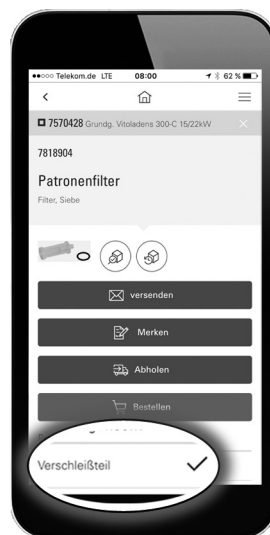 ●●○○○ Telekom.de LTE 08:00 62 %
7570428 Grundg. Vitoladens 300-C 15/22kW
7818904
Patronenfilter
Filter, Siebe
versenden
Merken
Abholen
Bestellen
Verschleißteil